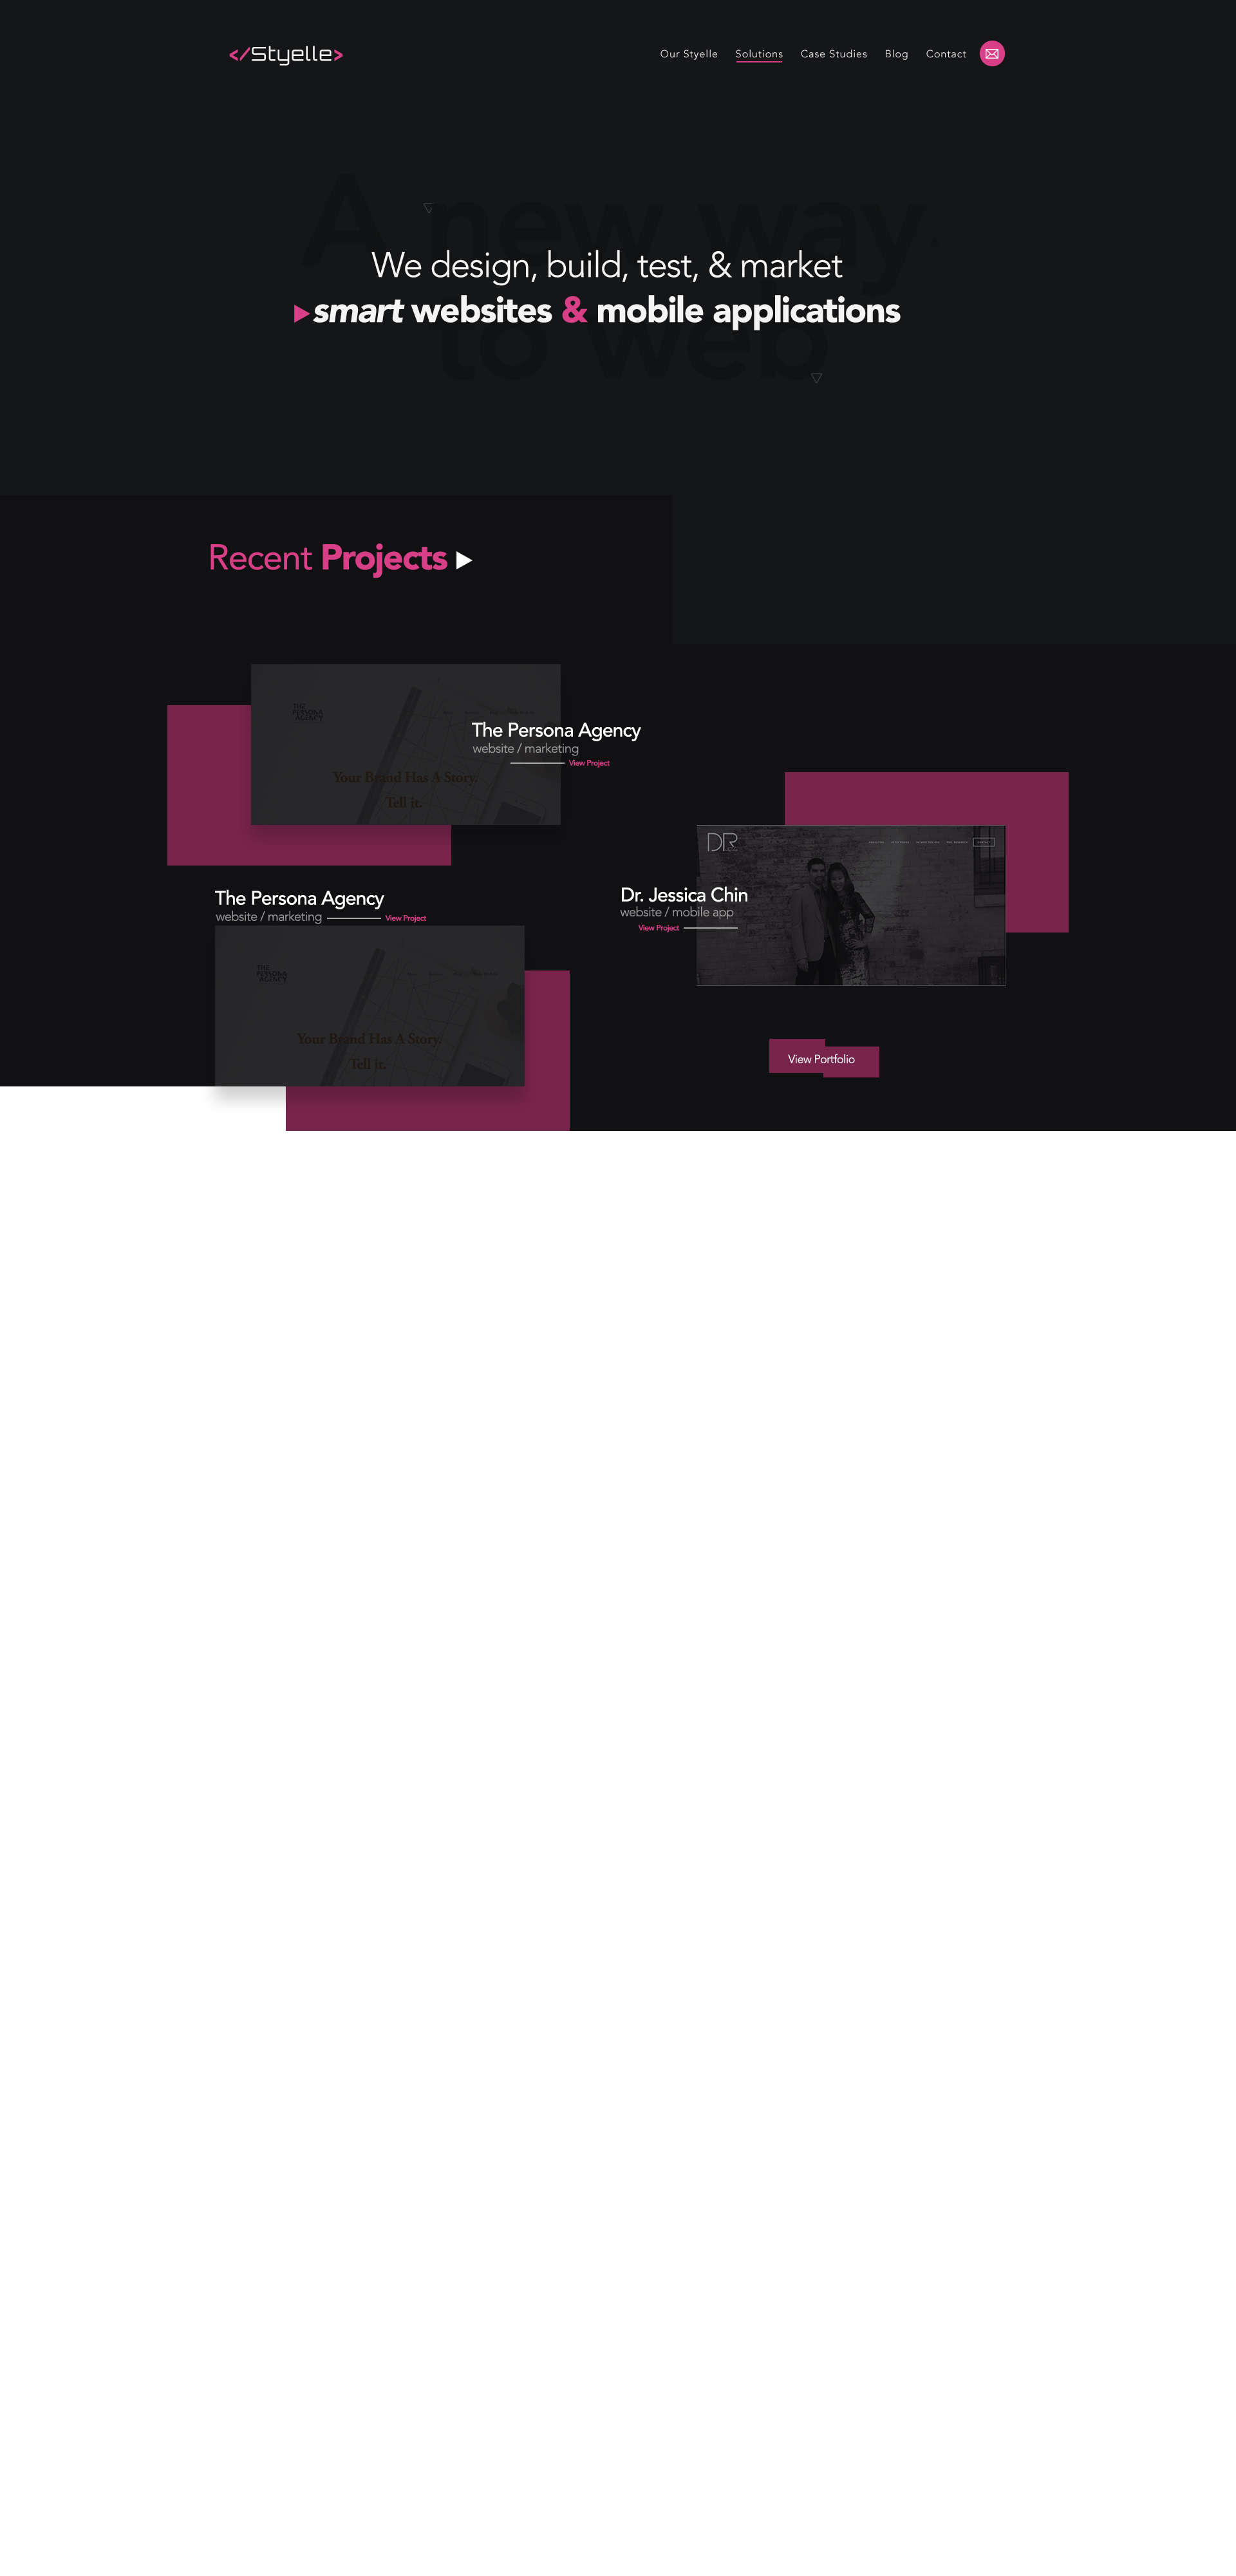 </Styelle>
Our Styelle
Solutions
Case Studies
Blog
Contact
A new way
to web
We design, build, test, & market
smart websites & mobile applications
Recent Projects
THE
PERSONA
AGENCY
Your Brand Has A Story.
Tell it.
The Persona Agency
website / marketing
View Project
The Persona Agency
website / marketing
View Project
THE
PERSONA
AGENCY
Your Brand Has A Story.
Tell it.
DR
Dr. Jessica Chin
website / mobile app
View Project
View Portfolio